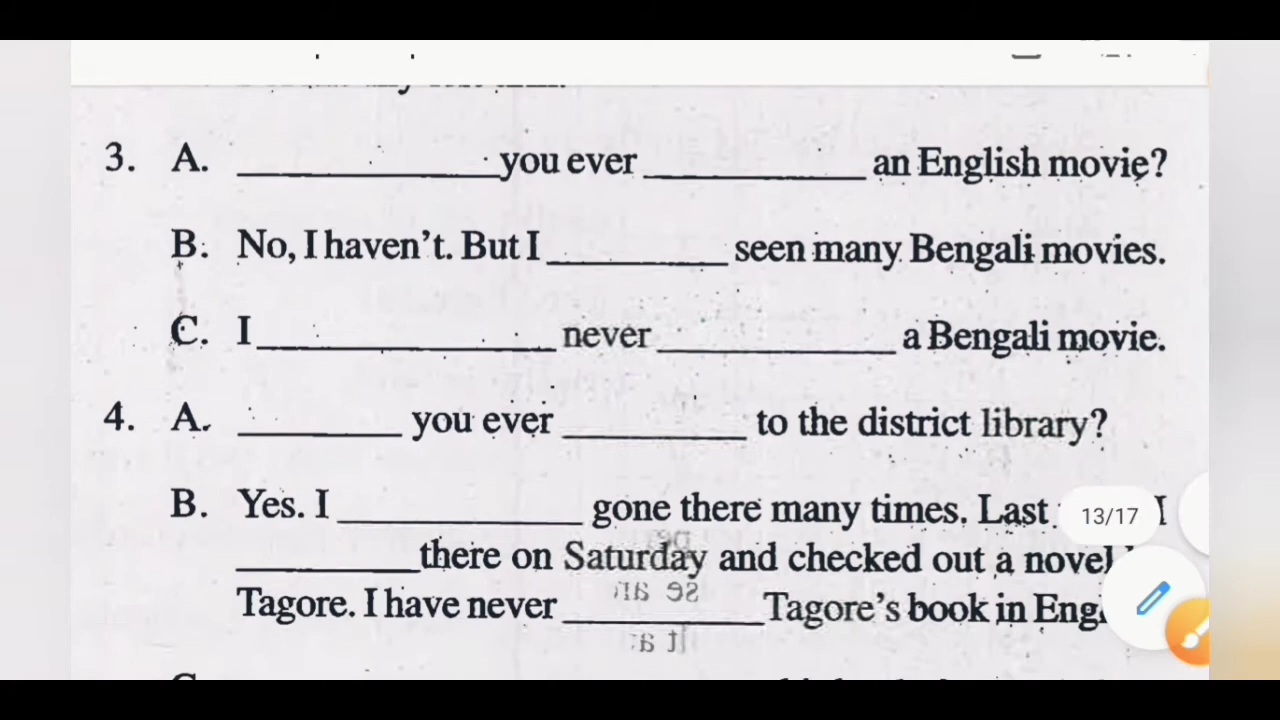 3. A. ____________ you ever ____________ an English movie?
B. No, I haven't. But I ____________ seen many Bengali movies.
C. I ____________ never ____________ a Bengali movie.
4. A. ____________ you ever ____________ to the district library?
B. Yes. I ____________ gone there many times. Last I
13/17
____________ there on Saturday and checked out a novel
Tagore. I have never ____________ Tagore's book in